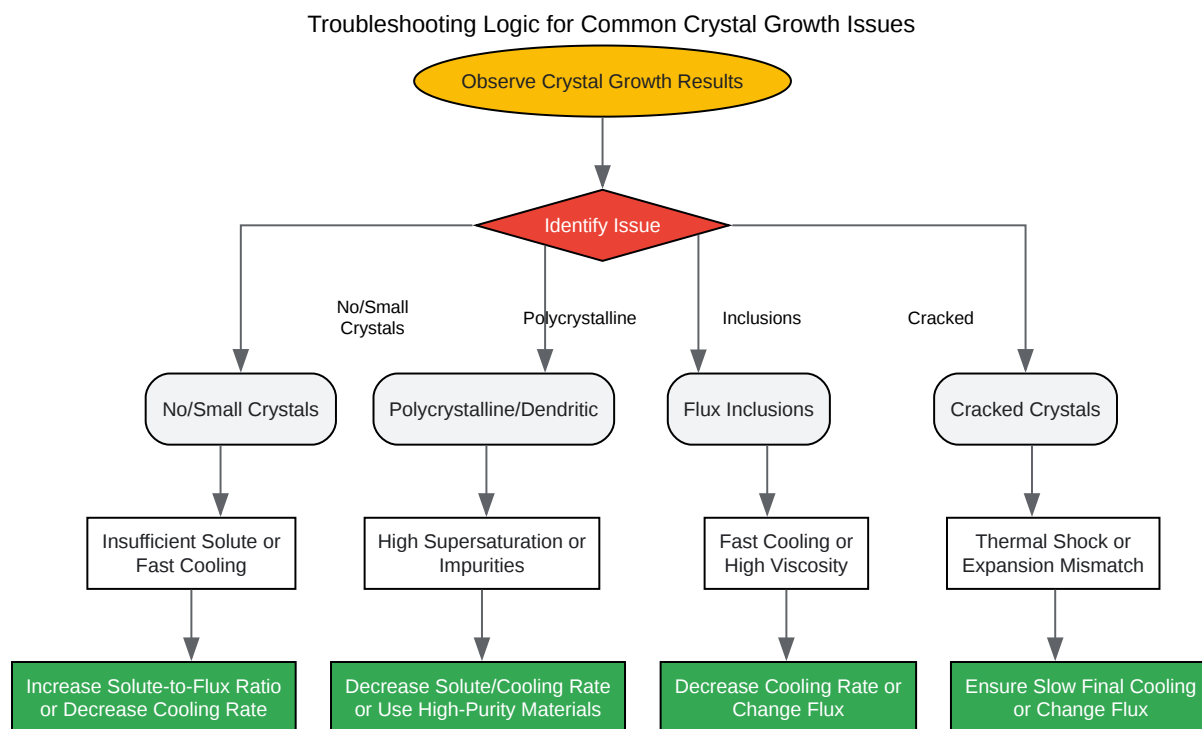 Troubleshooting Logic for Common Crystal Growth Issues
Observe Crystal Growth Results
Identify Issue
No/Small
Crystals
Polycrystalline
Inclusions
Cracked
No/Small Crystals
Polycrystalline/Dendritic
Flux Inclusions
Cracked Crystals
Insufficient Solute or
Fast Cooling
High Supersaturation or
Impurities
Fast Cooling or
High Viscosity
Thermal Shock or
Expansion Mismatch
Increase Solute-to-Flux Ratio
or Decrease Cooling Rate
Decrease Solute/Cooling Rate
or Use High-Purity Materials
Decrease Cooling Rate or
Change Flux
Ensure Slow Final Cooling
or Change Flux